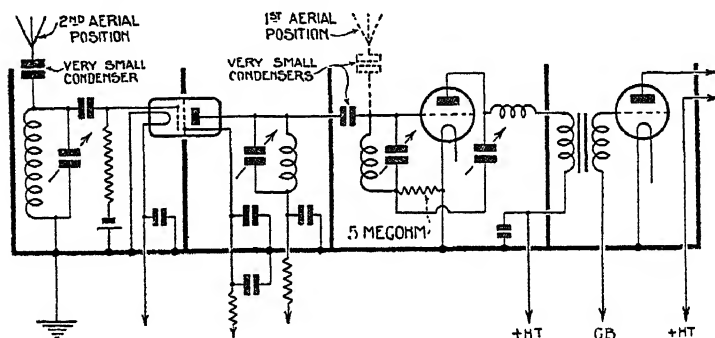 2ND AERIAL
POSITION
VERY SMALL
CONDENSER
1ST AERIAL
POSITION
VERY SMALL
CONDENSERS
.5 MEGOHM
+HT
GB
+HT